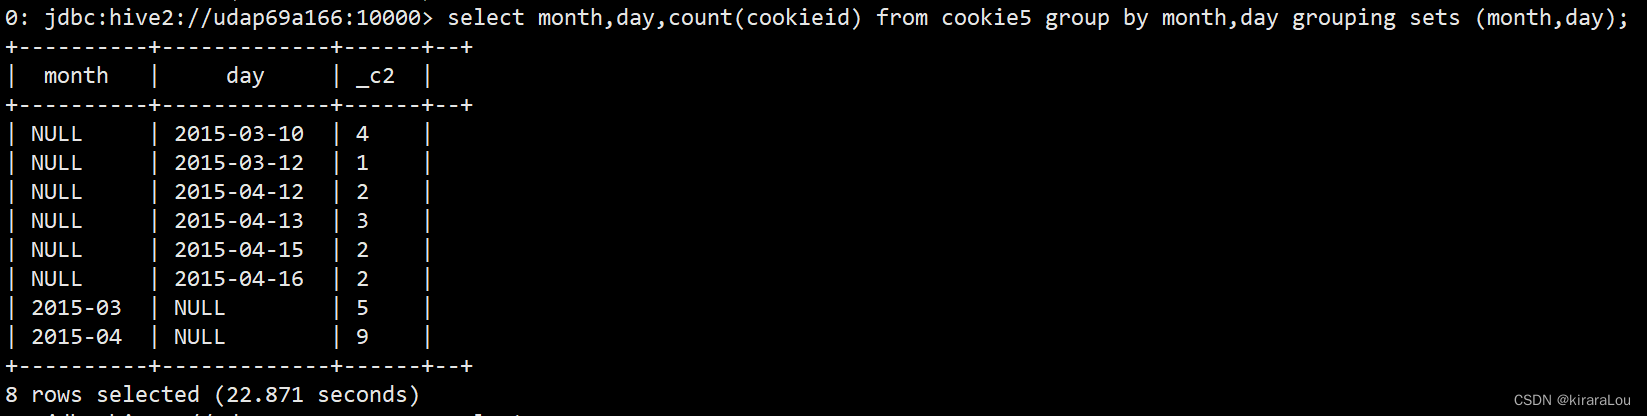 0: jdbc:hive2://udap69a166:10000> select month,day,count(cookieid) from cookie5 group by month,day grouping sets (month,day);
+----------+-------------+------+--+
|  month   |     day     | _c2  |
+----------+-------------+------+--+
| NULL     | 2015-03-10  | 4    |
| NULL     | 2015-03-12  | 1    |
| NULL     | 2015-04-12  | 2    |
| NULL     | 2015-04-13  | 3    |
| NULL     | 2015-04-15  | 2    |
| NULL     | 2015-04-16  | 2    |
| 2015-03  | NULL        | 5    |
| 2015-04  | NULL        | 9    |
+----------+-------------+------+--+
8 rows selected (22.871 seconds)
CSDN @kiraraLou